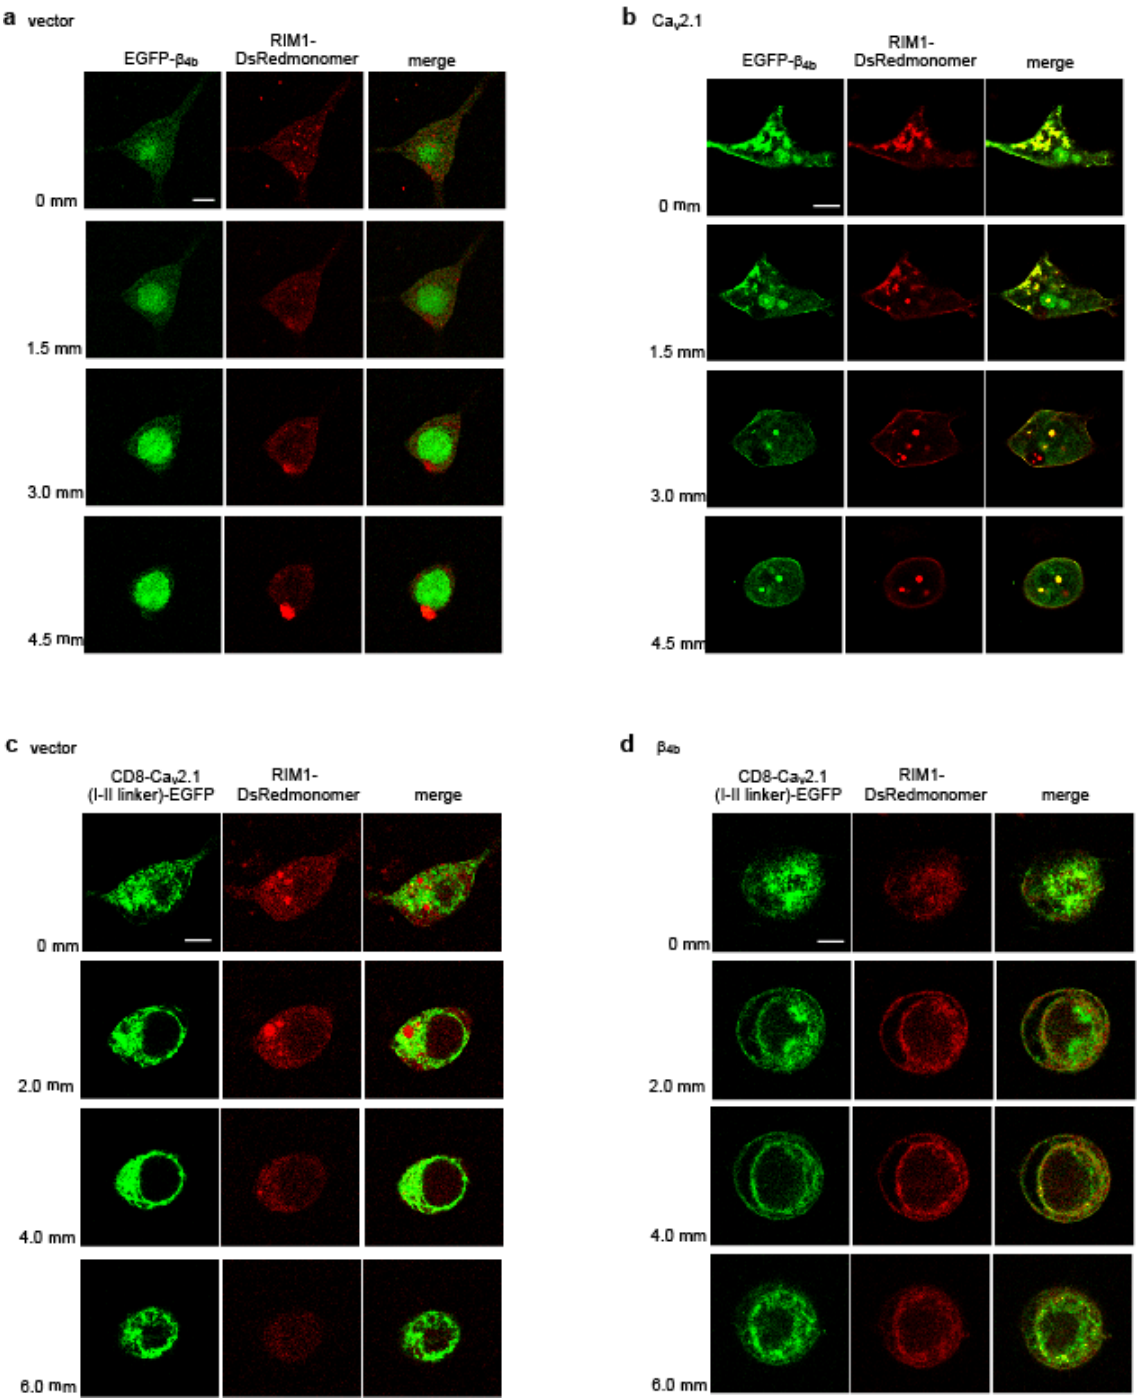 a vector
EGFP-β4b
RIM1-
DsRedmonomer
merge
0 mm
1.5 mm
3.0 mm
4.5 mm
b Cav2.1
EGFP-β4b
RIM1-
DsRedmonomer
merge
0 mm
1.5 mm
3.0 mm
4.5 mm
c vector
CD8-Cav2.1
(I-II linker)-EGFP
RIM1-
DsRedmonomer
merge
0 mm
2.0 mm
4.0 mm
6.0 mm
d β4b
CD8-Cav2.1
(I-II linker)-EGFP
RIM1-
DsRedmonomer
merge
0 mm
2.0 mm
4.0 mm
6.0 mm